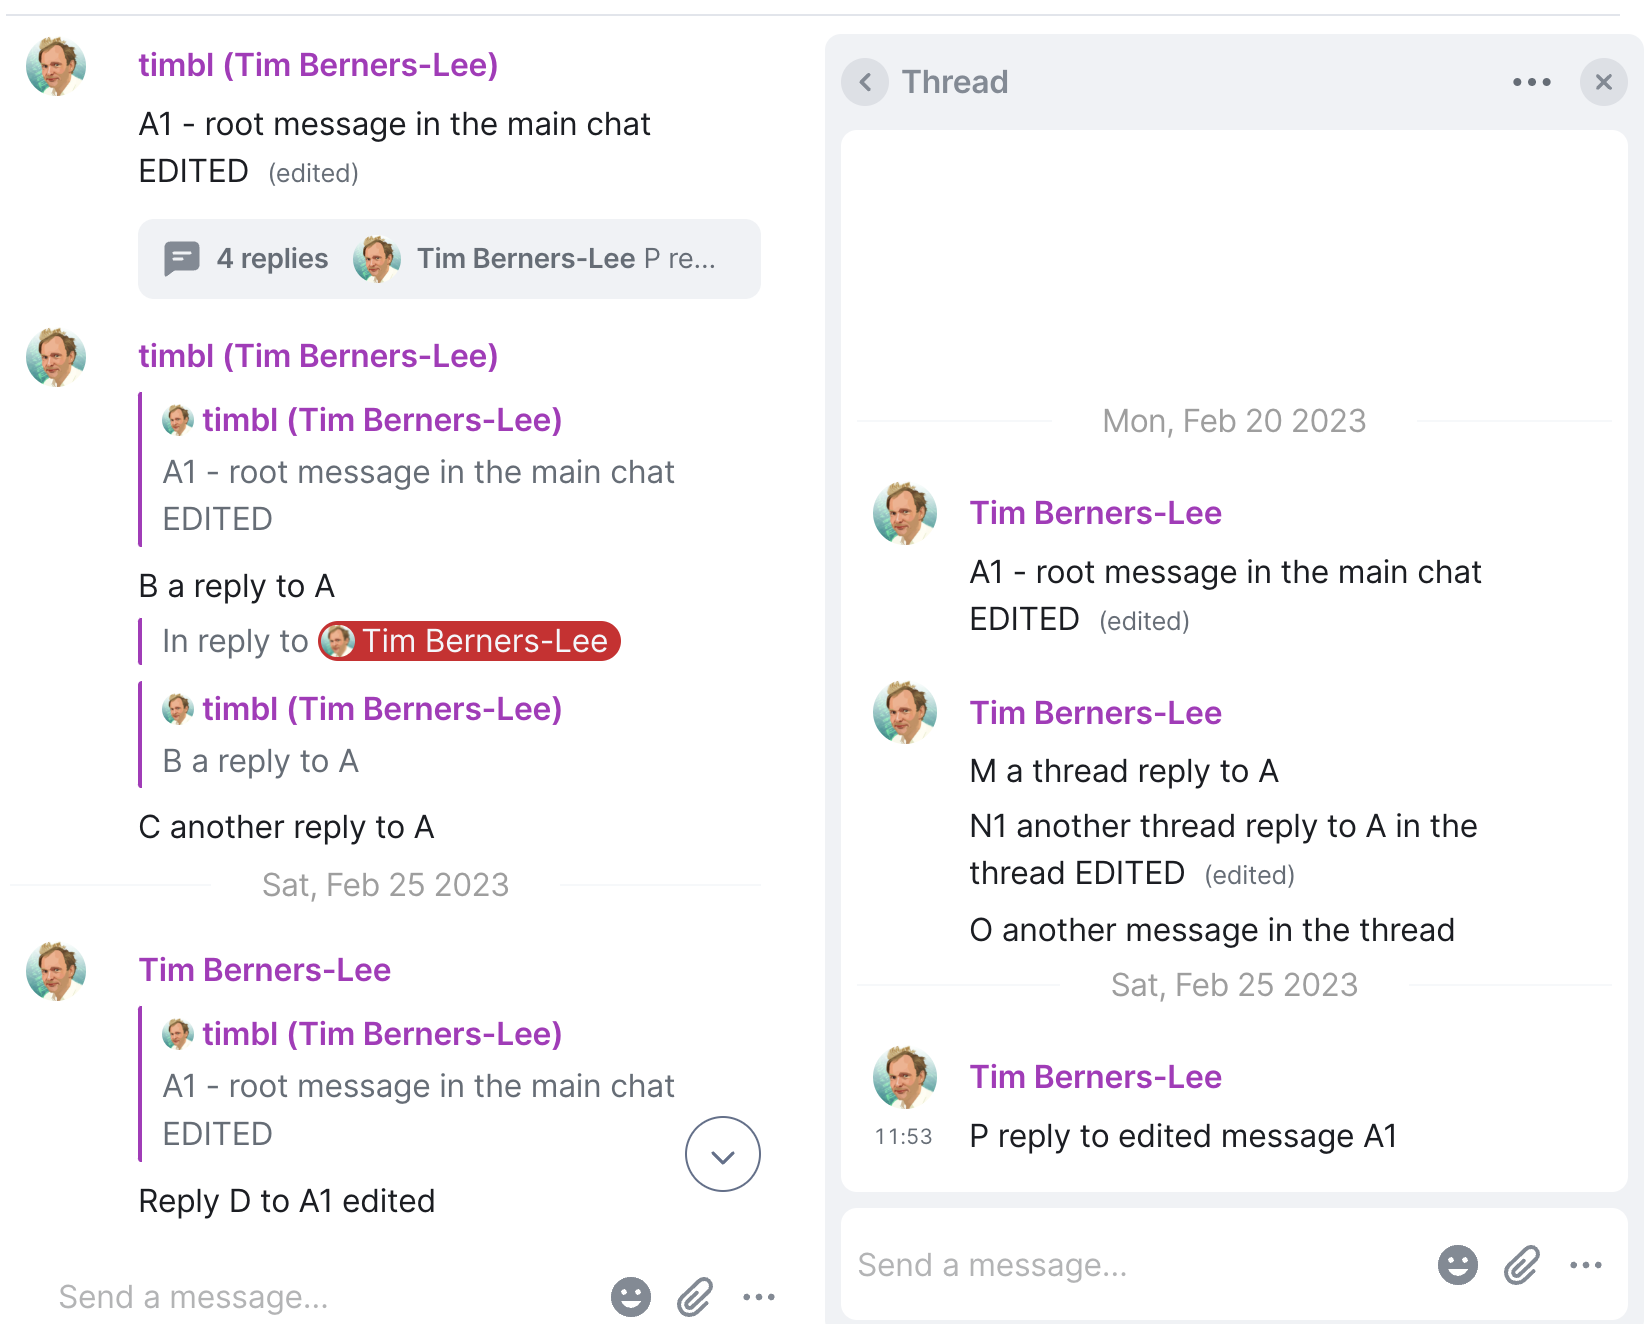 timbl (Tim Berners-Lee)
A1 - root message in the main chat
EDITED (edited)
4 replies Tim Berners-Lee P re...
timbl (Tim Berners-Lee)
timbl (Tim Berners-Lee)
A1 - root message in the main chat
EDITED
B a reply to A
In reply to Tim Berners-Lee
timbl (Tim Berners-Lee)
B a reply to A
C another reply to A
Sat, Feb 25 2023
Tim Berners-Lee
timbl (Tim Berners-Lee)
A1 - root message in the main chat
EDITED
Reply D to A1 edited
Send a message...
Thread
Mon, Feb 20 2023
Tim Berners-Lee
A1 - root message in the main chat
EDITED (edited)
Tim Berners-Lee
M a thread reply to A
N1 another thread reply to A in the
thread EDITED (edited)
O another message in the thread
Sat, Feb 25 2023
Tim Berners-Lee
11:53 P reply to edited message A1
Send a message...